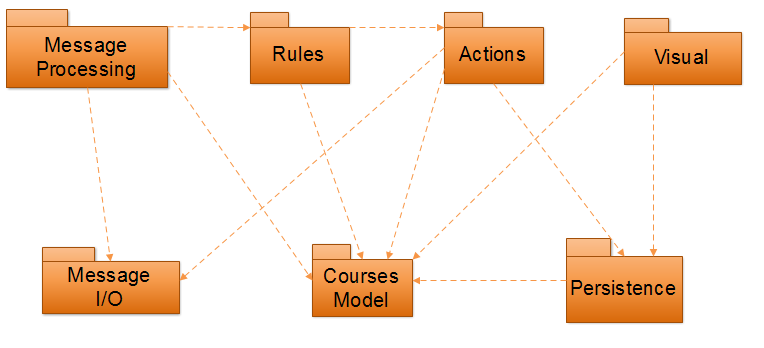 Message
Processing
Rules
Actions
Visual
Message
I/O
Courses
Model
Persistence